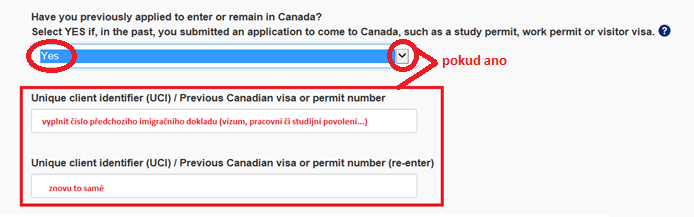 Have you previously applied to enter or remain in Canada?
Select YES if, in the past, you submitted an application to come to Canada, such as a study permit, work permit or visitor visa. ?
Yes
pokud ano
Unique client identifier (UCI) / Previous Canadian visa or permit number
vyplnit číslo předchozího imigračního dokladu (vízum, pracovní či studijní povolení...)
Unique client identifier (UCI) / Previous Canadian visa or permit number (re-enter)
znovu to samé